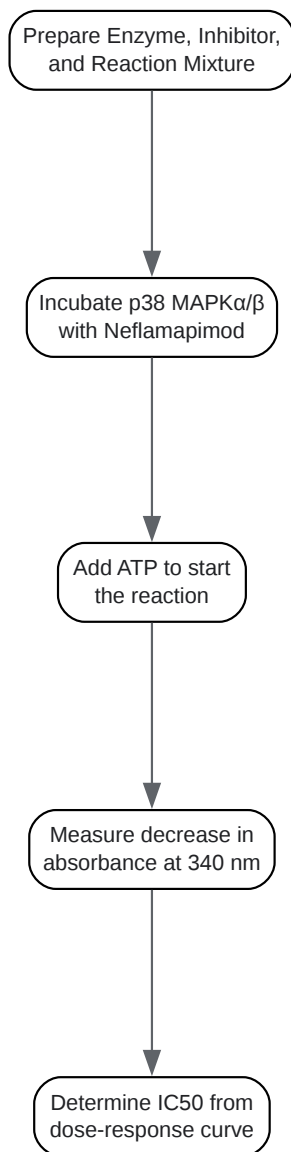 Prepare Enzyme, Inhibitor,
and Reaction Mixture
Incubate p38 MAPKα/β
with Neflamapimod
Add ATP to start
the reaction
Measure decrease in
absorbance at 340 nm
Determine IC50 from
dose-response curve